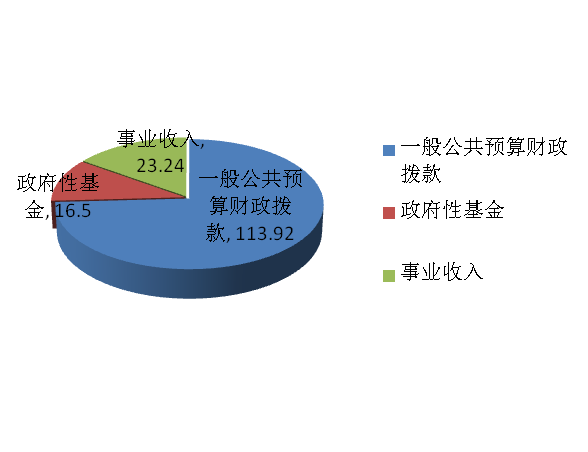 事业收入,
23.24
政府性基
金, 16.5
一般公共预
算财政拨
款, 113.92
一般公共预算财政
拨款
政府性基金
事业收入